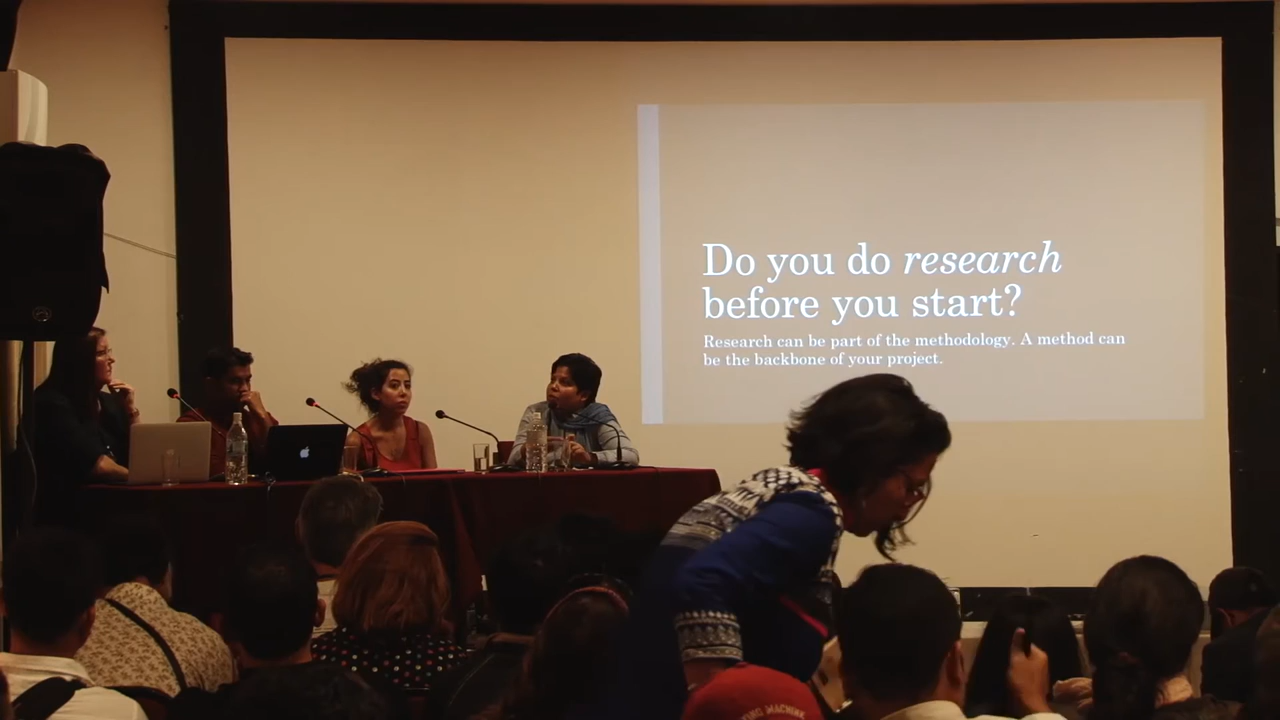 Do you do research
before you start?
Research can be part of the methodology. A method can
be the backbone of your project.
MACHINE